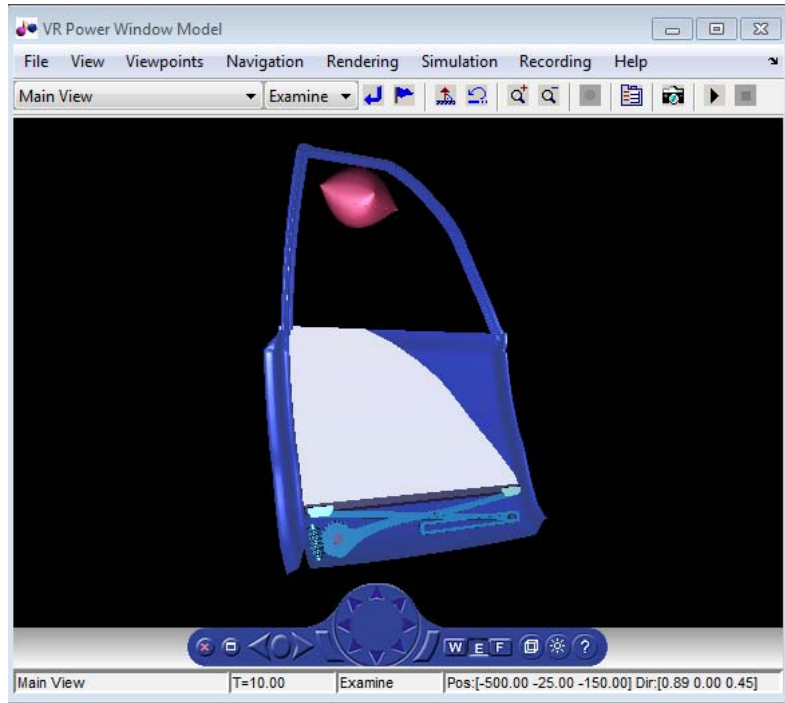 VR Power Window Model
File View Viewpoints Navigation Rendering Simulation Recording Help
Main View Examine
W E F ?
Main View T=10.00 Examine Pos:[-500.00 -25.00 -150.00] Dir:[0.89 0.00 0.45]